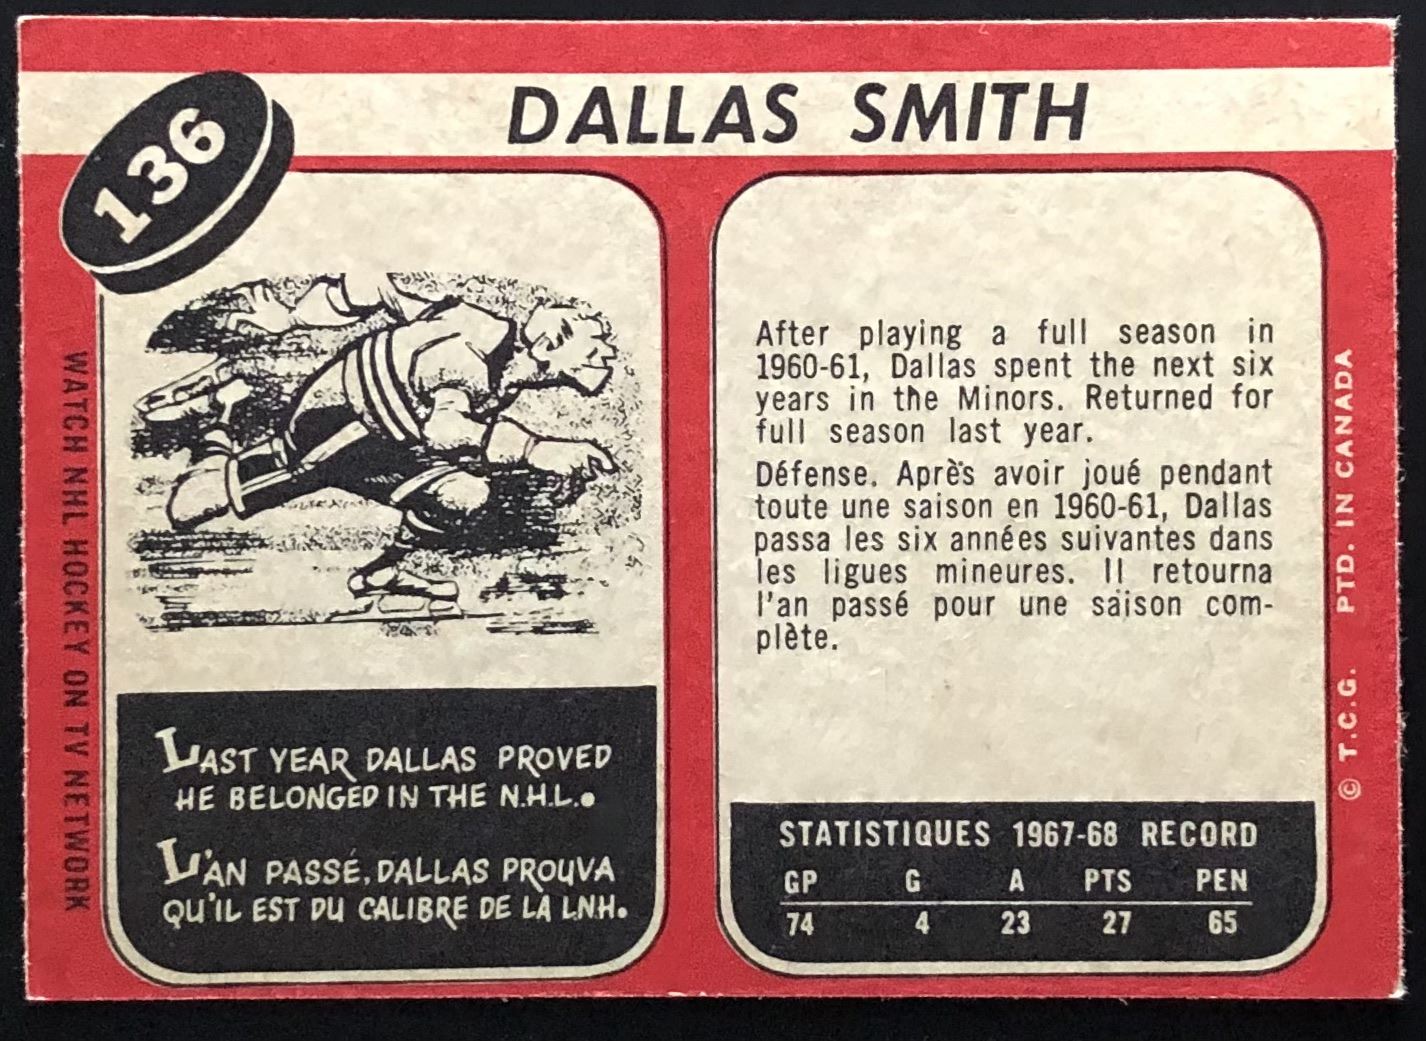 DALLAS SMITH
136
WATCH NHL HOCKEY ON TV NETWORK
LAST YEAR DALLAS PROVED
HE BELONGED IN THE N.H.L.
L'AN PASSÉ, DALLAS PROUVA
QU'IL EST DU CALIBRE DE LA LNH.
After playing a full season in
1960-61, Dallas spent the next six
years in the Minors. Returned for
full season last year.
Défense. Après avoir joué pendant
toute une saison en 1960-61, Dallas
passa les six années suivantes dans
les ligues mineures. Il retourna
l'an passé pour une saison com-
plète.
STATISTIQUES 1967-68 RECORD
GP G A PTS PEN
74 4 23 27 65
© T.C.G. PTD. IN CANADA